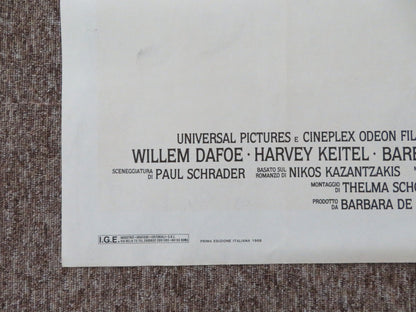 UNIVERSAL PICTURES E CINEPLEX ODEON FIL
WILLEM DAFOE · HARVEY KEITEL · BARB
SCENEGGIATURA DI PAUL SCHRADER BASATO SUL ROMANZO DI NIKOS KAZANTZAKIS
MONTAGGIO DI THELMA SCHO
PRODOTTO DA BARBARA DE
I.G.E.
PRIMA EDIZIONE ITALIANA 1988